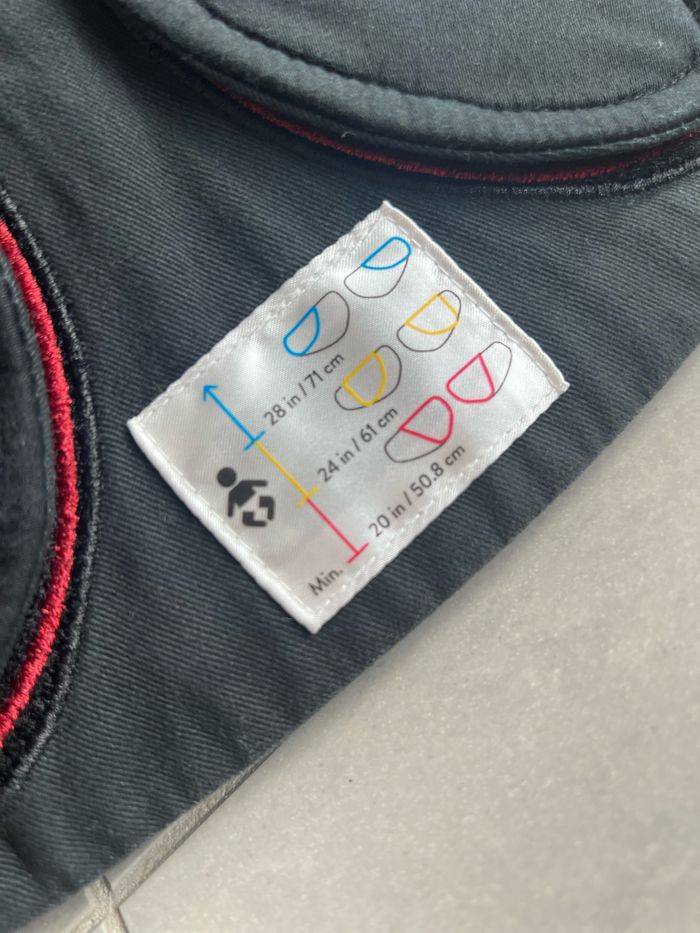 28 in / 71 cm
24 in / 61 cm
20 in / 50.8 cm
Min.